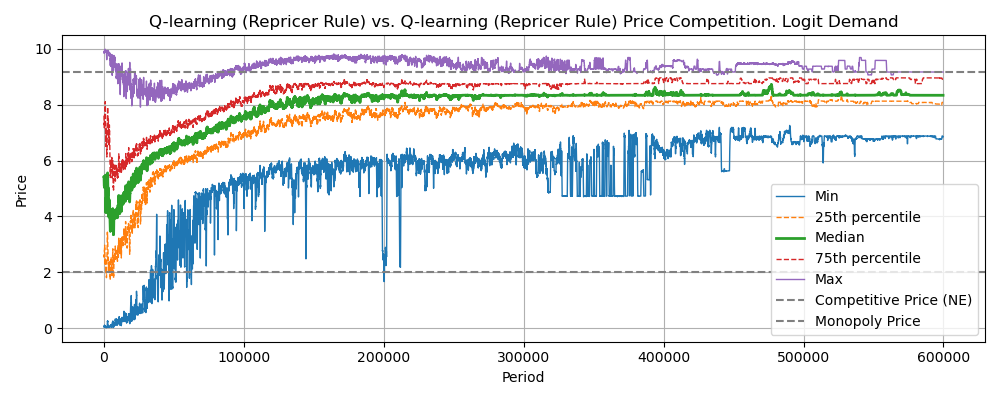 Q-learning (Repricer Rule) vs. Q-learning (Repricer Rule) Price Competition. Logit Demand
Price
10
8
6
4
2
0
Min
25th percentile
Median
75th percentile
Max
Competitive Price (NE)
Monopoly Price
0 100000 200000 300000 400000 500000 600000
Period